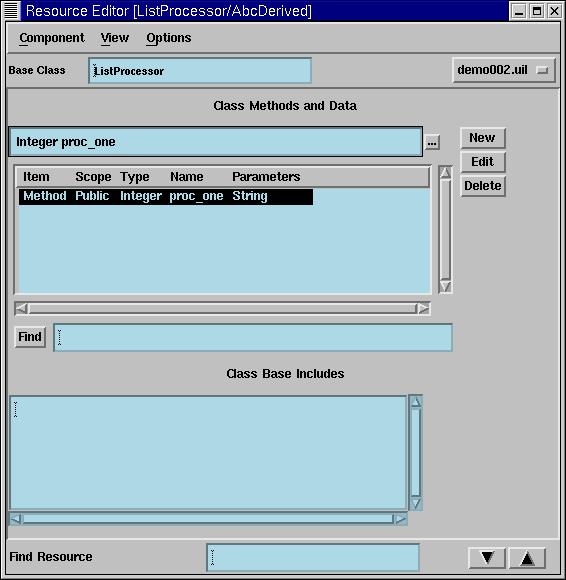 Resource Editor [ListProcessor/AbcDerived]
Component View Options
Base Class ListProcessor demo002.uil
Class Methods and Data
Integer proc_one ... New
Edit
Item Scope Type Name Parameters Delete
Method Public Integer proc_one String
Find
Class Base Includes
Find Resource